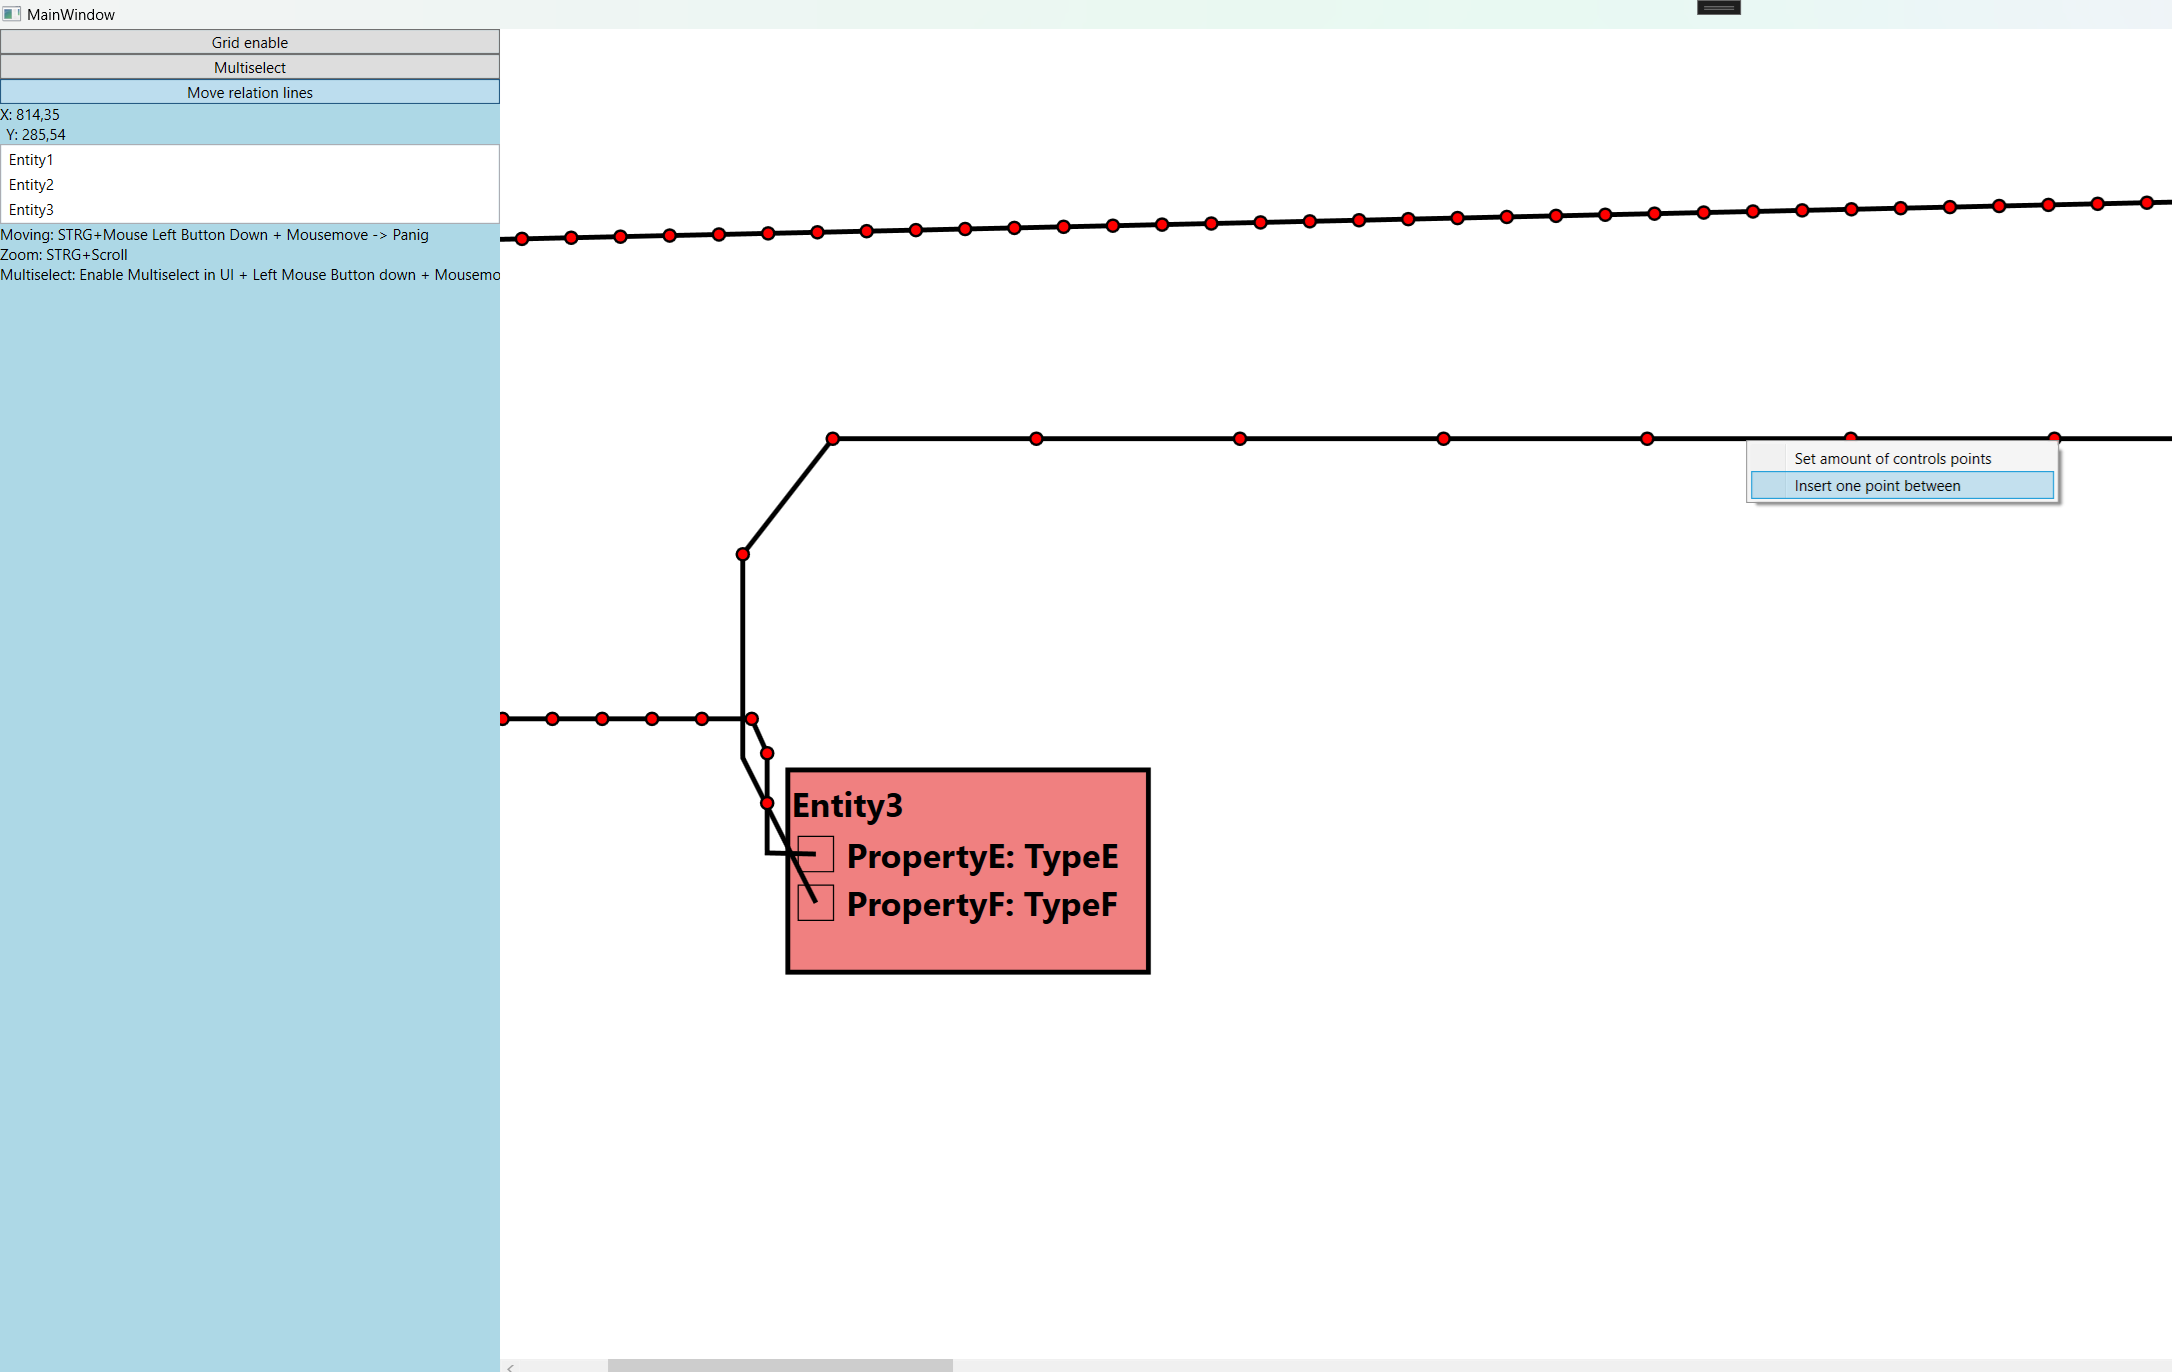 MainWindow
Grid enable
Multiselect
Move relation lines
X: 814,35
Y: 285,54
Entity1
Entity2
Entity3
Moving: STRG+Mouse Left Button Down + Mousemove -> Panig
Zoom: STRG+Scroll
Multiselect: Enable Multiselect in UI + Left Mouse Button down + Mousemo
Set amount of controls points
Insert one point between
Entity3
PropertyE: TypeE
PropertyF: TypeF